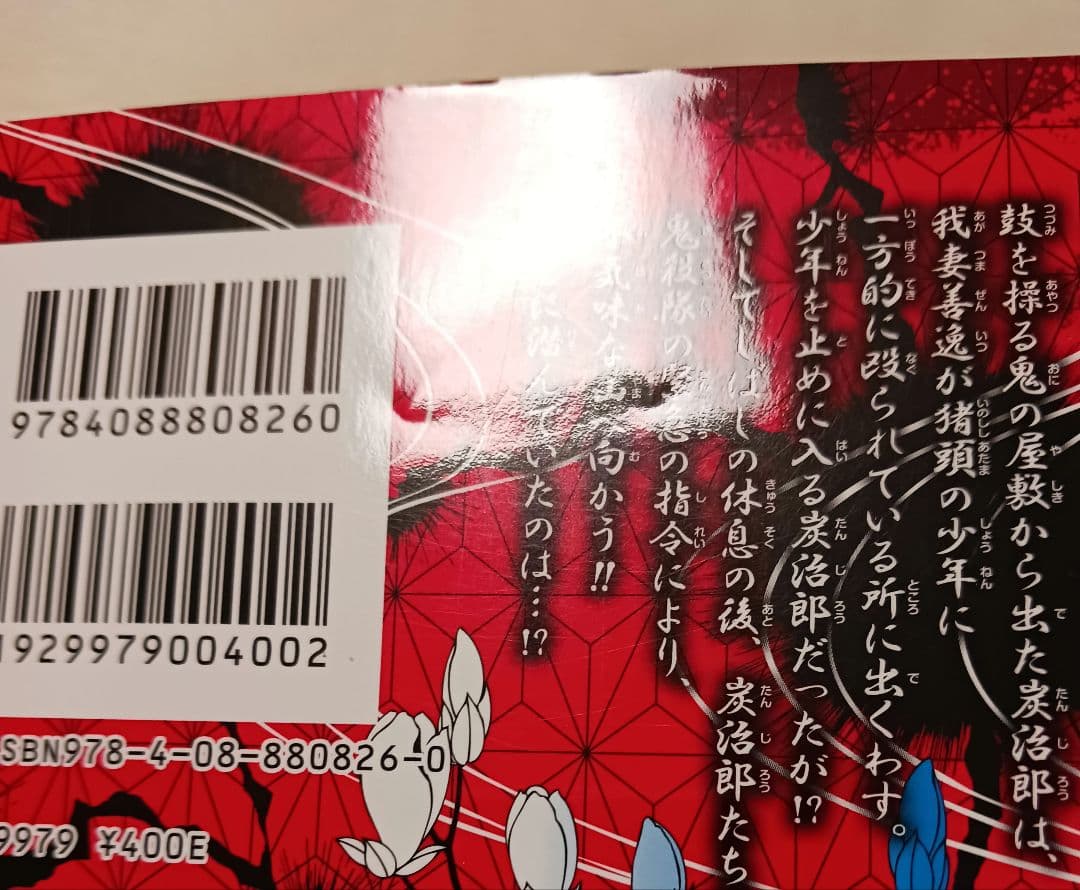 鼓を操る鬼の屋敷から出た炭治郎は、
我妻善逸が猪頭の少年に
一方的に殴られている所に出くわす。
少年を止めに入る炭治郎だったが!?
そしてしばしの休息の後、炭治郎たち
鬼殺隊の の指令により、
気味な山へ向かう!!
に潜んでいたのは…!?
9784088808260
1929979004002
ISBN978-4-08-880826-0
9979 ¥400E